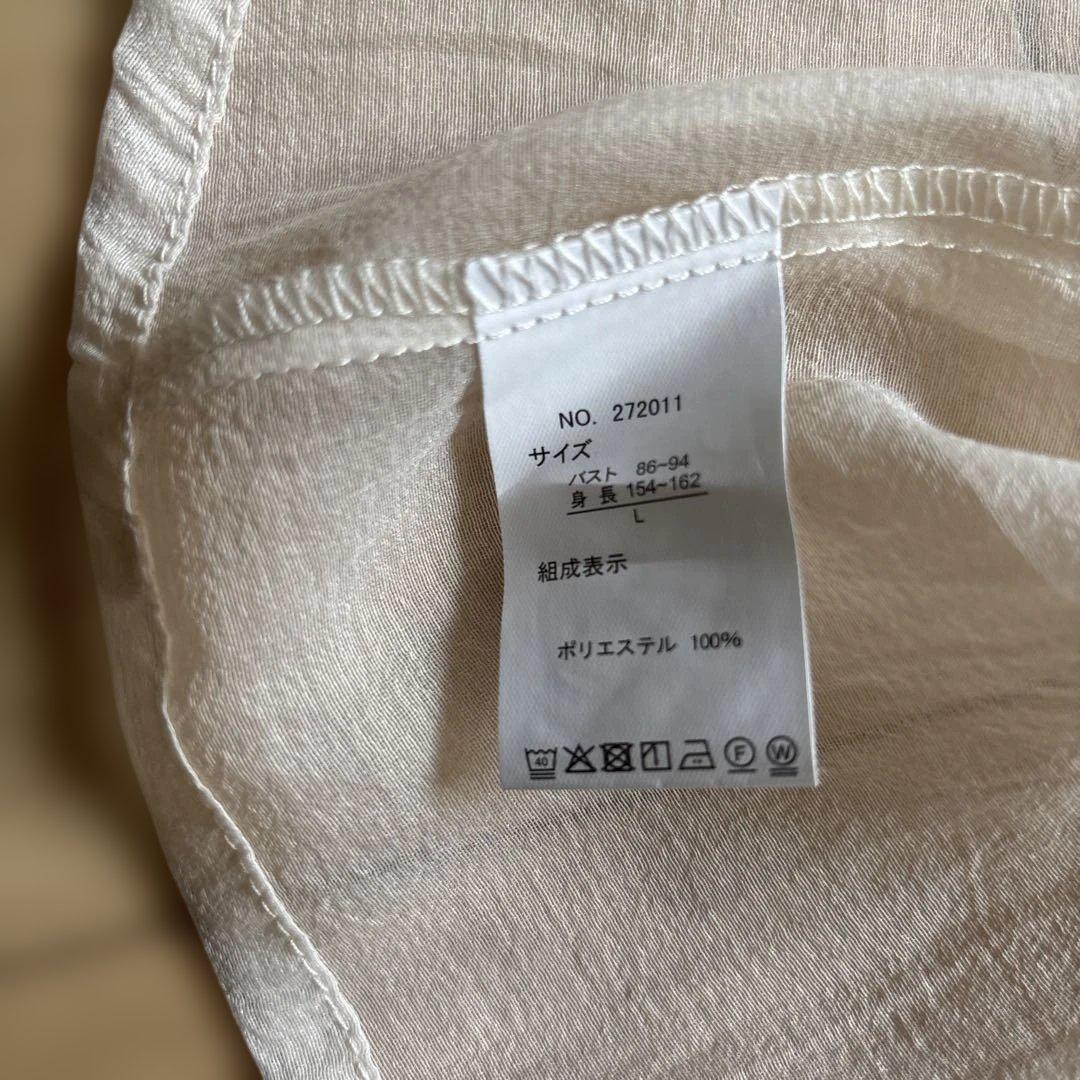 NO. 272011
サイズ
バスト 86~94
身長 154~162
L
組成表示
ポリエステル 100%
40 F W